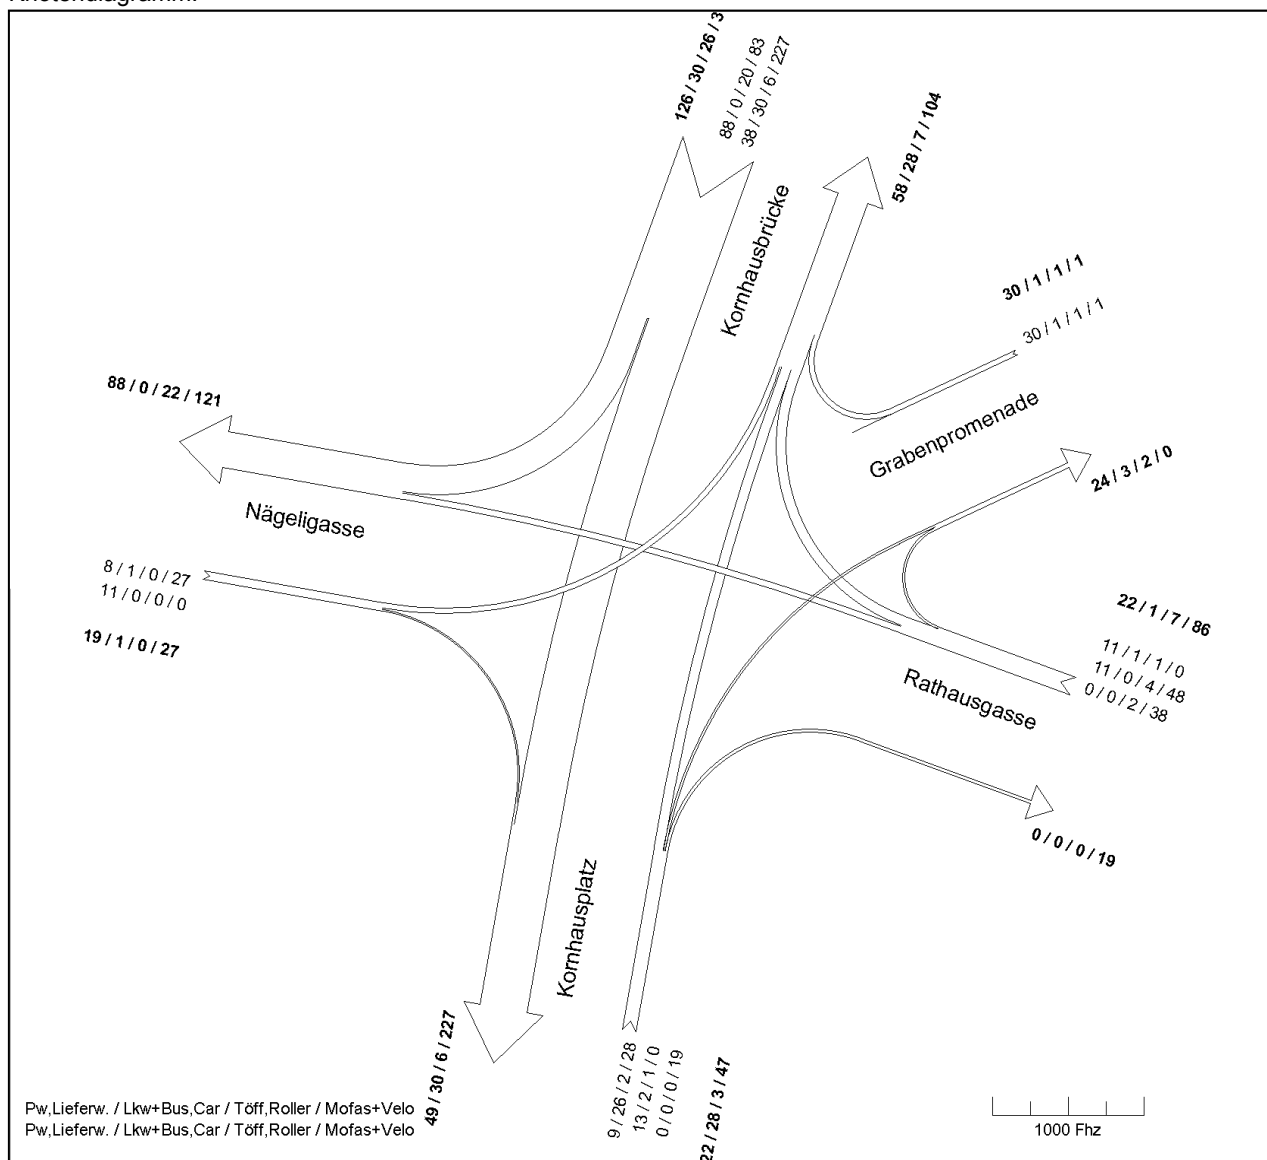 126 / 30 / 26 / 3
88 / 0 / 20 / 83
38 / 30 / 6 / 227
Kornhausbrücke
58 / 28 / 7 / 104
30 / 1 / 1 / 1
30 / 1 / 1 / 1
Grabenpromenade
24 / 3 / 2 / 0
88 / 0 / 22 / 121
Nägeligasse
8 / 1 / 0 / 27
11 / 0 / 0 / 0
19 / 1 / 0 / 27
22 / 1 / 7 / 86
11 / 1 / 1 / 0
11 / 0 / 4 / 48
0 / 0 / 2 / 38
Rathausgasse
0 / 0 / 0 / 19
Kornhausplatz
49 / 30 / 6 / 227
9 / 26 / 2 / 28
13 / 2 / 1 / 0
0 / 0 / 0 / 19
22 / 28 / 3 / 47
Pw,Lieferw. / Lkw+Bus,Car / Töff,Roller / Mofas+Velo
Pw,Lieferw. / Lkw+Bus,Car / Töff,Roller / Mofas+Velo
1000 Fhz